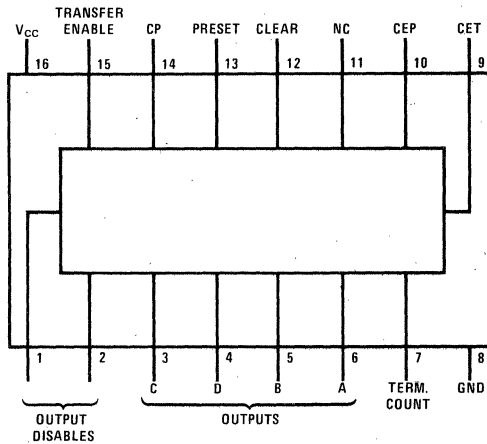 TRANSFER
V_CC ENABLE CP PRESET CLEAR NC CEP CET
16 15 14 13 12 11 10 9
1 2 3 4 5 6 7 8
C D B A TERM. GND
COUNT
OUTPUT OUTPUTS
DISABLES